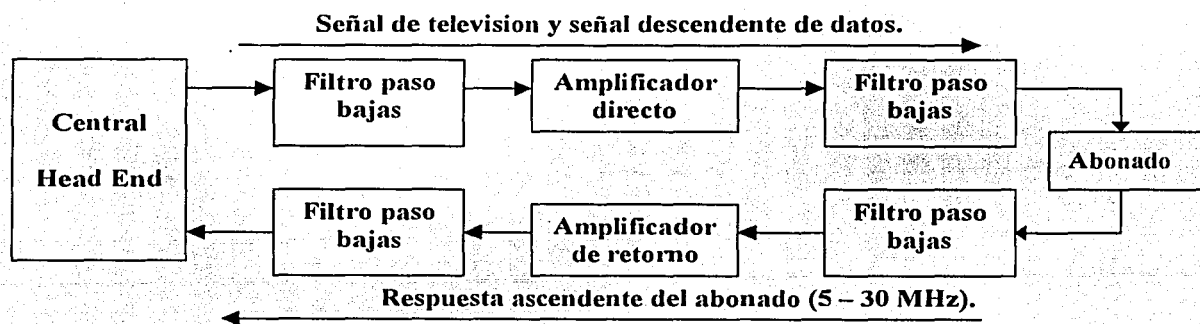 Señal de television y señal descendente de datos.
Central
Head End
Filtro paso
bajas
Amplificador
directo
Filtro paso
bajas
Abonado
Filtro paso
bajas
Amplificador
de retorno
Filtro paso
bajas
Respuesta ascendente del abonado (5 – 30 MHz).